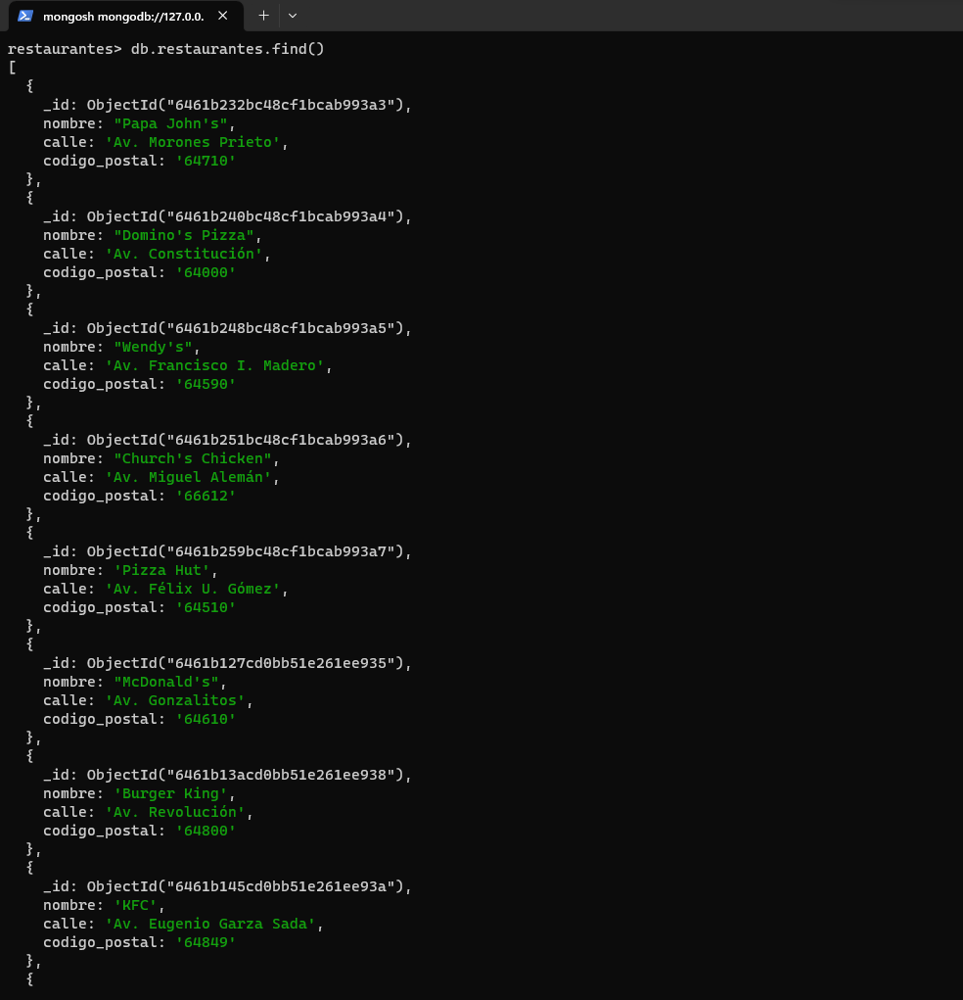 mongosh mongodb://127.0.0.
restaurantes> db.restaurantes.find()
[
  {
    _id: ObjectId("6461b232bc48cf1bcab993a3"),
    nombre: "Papa John's",
    calle: 'Av. Morones Prieto',
    codigo_postal: '64710'
  },
  {
    _id: ObjectId("6461b240bc48cf1bcab993a4"),
    nombre: "Domino's Pizza",
    calle: 'Av. Constitución',
    codigo_postal: '64000'
  },
  {
    _id: ObjectId("6461b248bc48cf1bcab993a5"),
    nombre: "Wendy's",
    calle: 'Av. Francisco I. Madero',
    codigo_postal: '64590'
  },
  {
    _id: ObjectId("6461b251bc48cf1bcab993a6"),
    nombre: "Church's Chicken",
    calle: 'Av. Miguel Alemán',
    codigo_postal: '66612'
  },
  {
    _id: ObjectId("6461b259bc48cf1bcab993a7"),
    nombre: 'Pizza Hut',
    calle: 'Av. Félix U. Gómez',
    codigo_postal: '64510'
  },
  {
    _id: ObjectId("6461b127cd0bb51e261ee935"),
    nombre: "McDonald's",
    calle: 'Av. Gonzalitos',
    codigo_postal: '64610'
  },
  {
    _id: ObjectId("6461b13acd0bb51e261ee938"),
    nombre: 'Burger King',
    calle: 'Av. Revolución',
    codigo_postal: '64800'
  },
  {
    _id: ObjectId("6461b145cd0bb51e261ee93a"),
    nombre: 'KFC',
    calle: 'Av. Eugenio Garza Sada',
    codigo_postal: '64849'
  },
  {